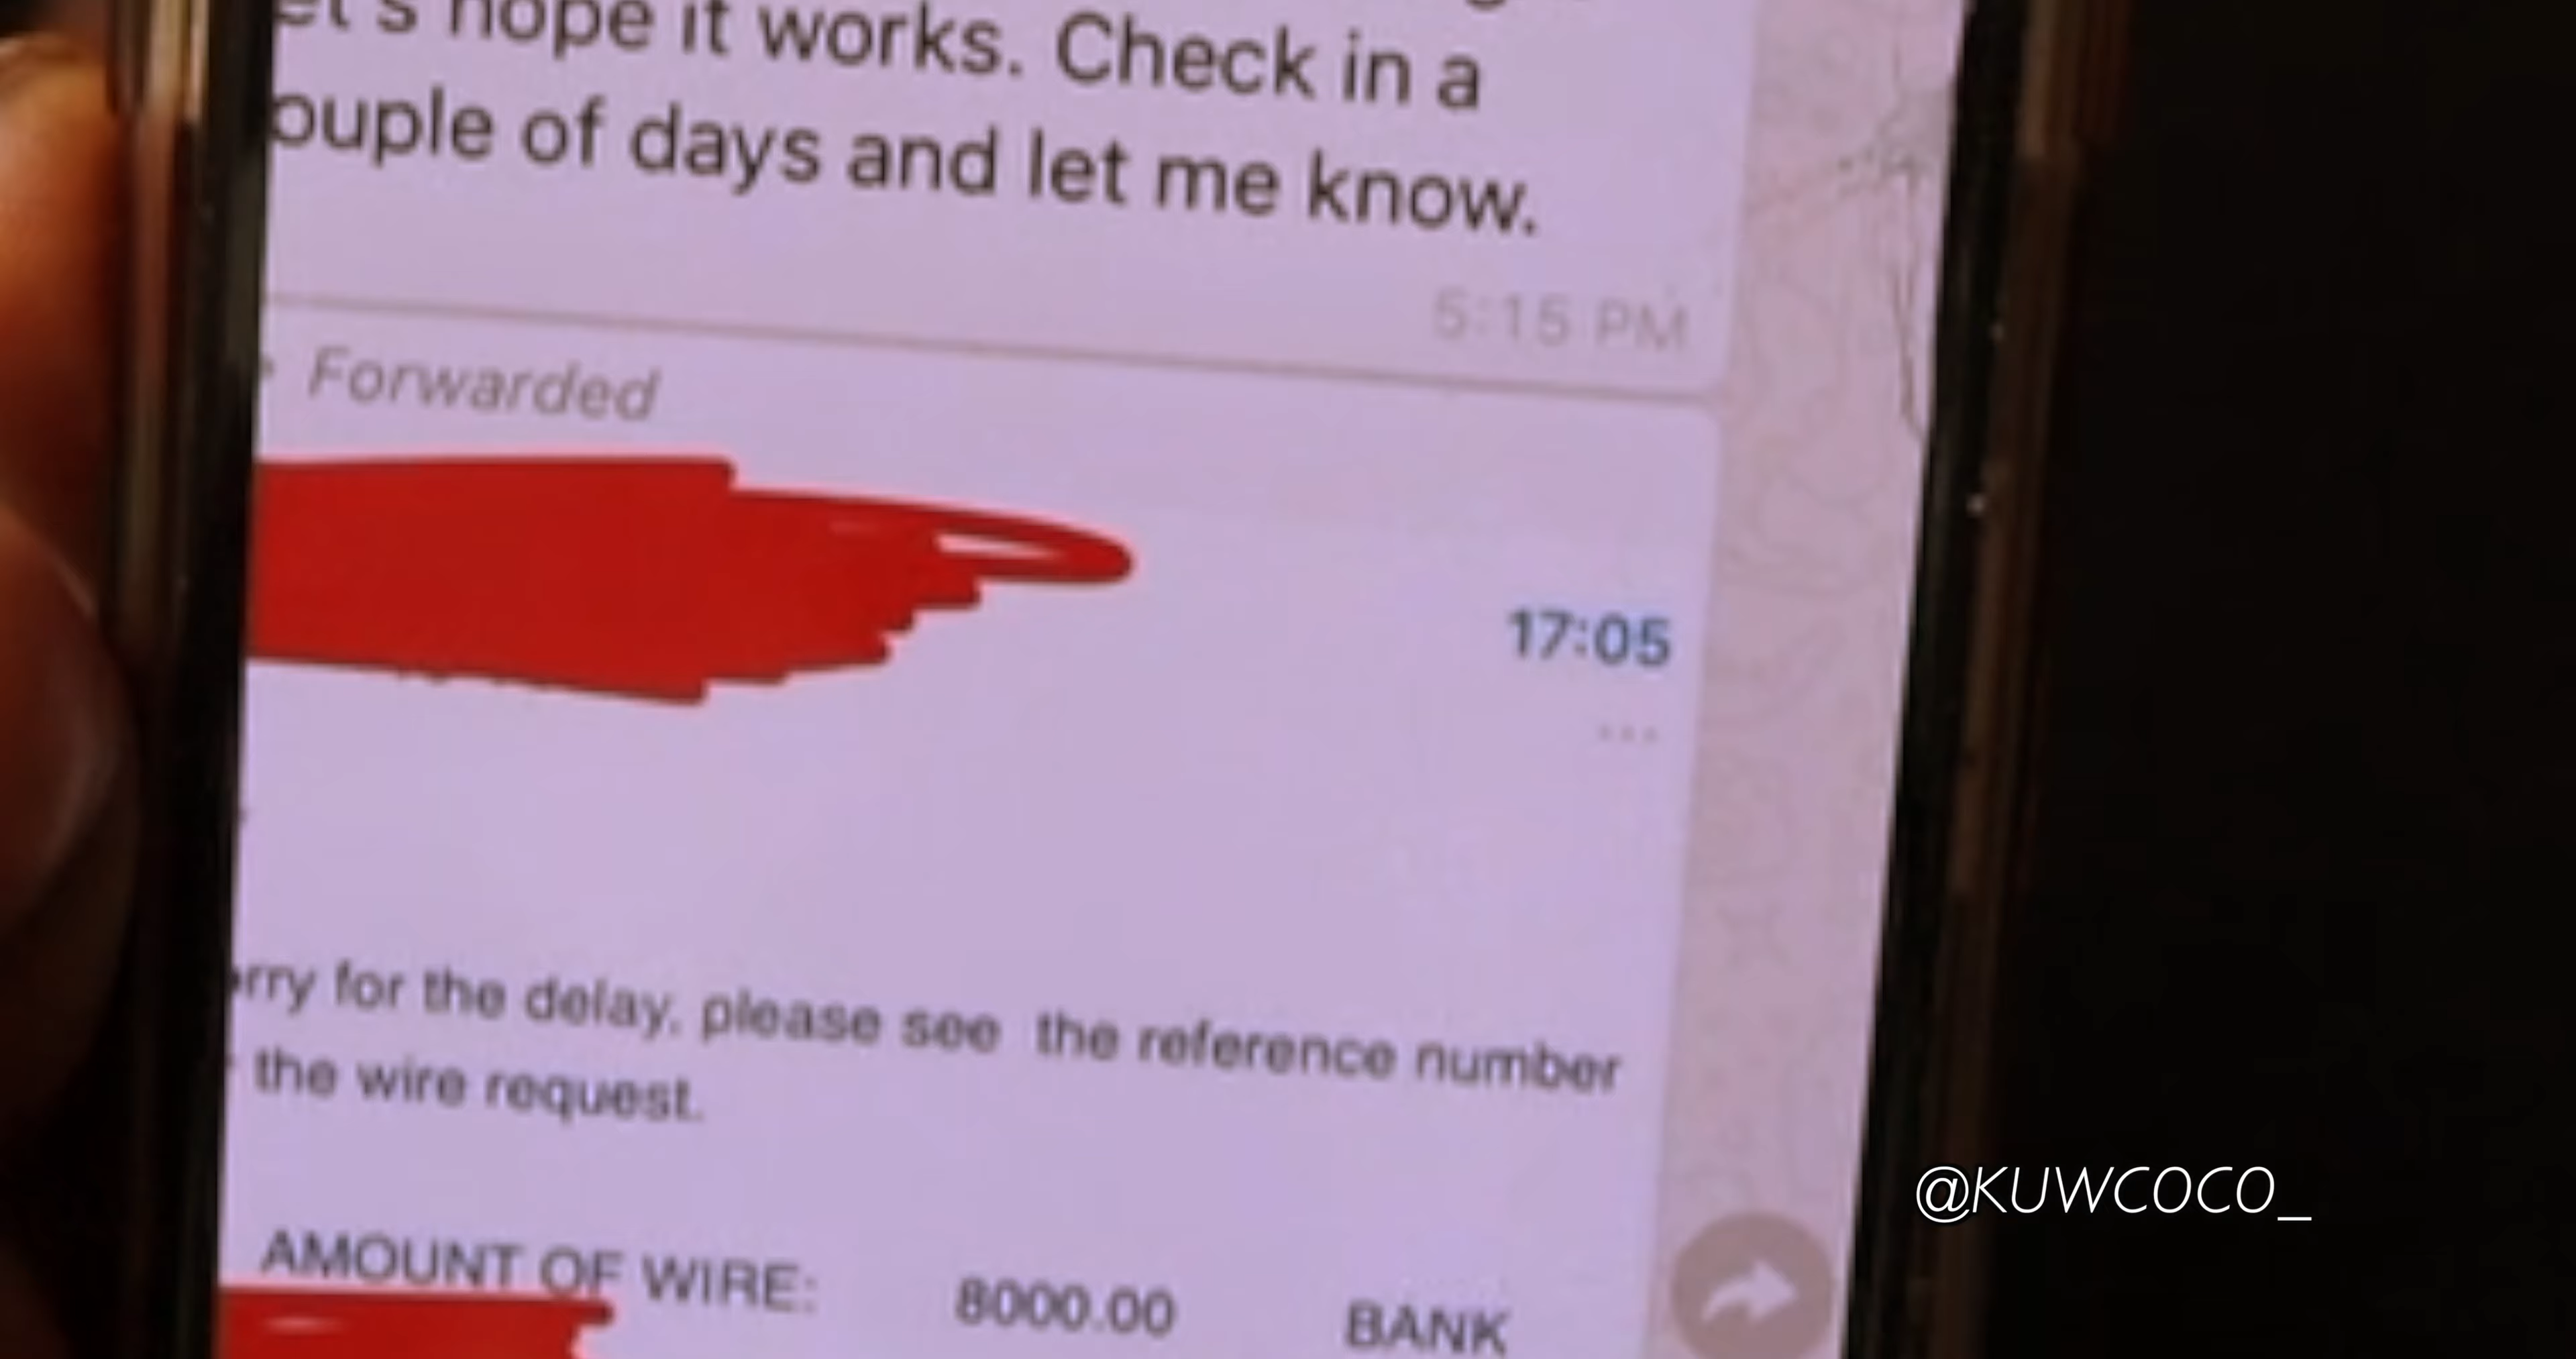 et's hope it works. Check in a
ouple of days and let me know.
5:15 PM
Forwarded
17:05
...
rry for the delay, please see the reference number
the wire request.
AMOUNT OF WIRE: 8000.00 BANK
@KUWCOCO_